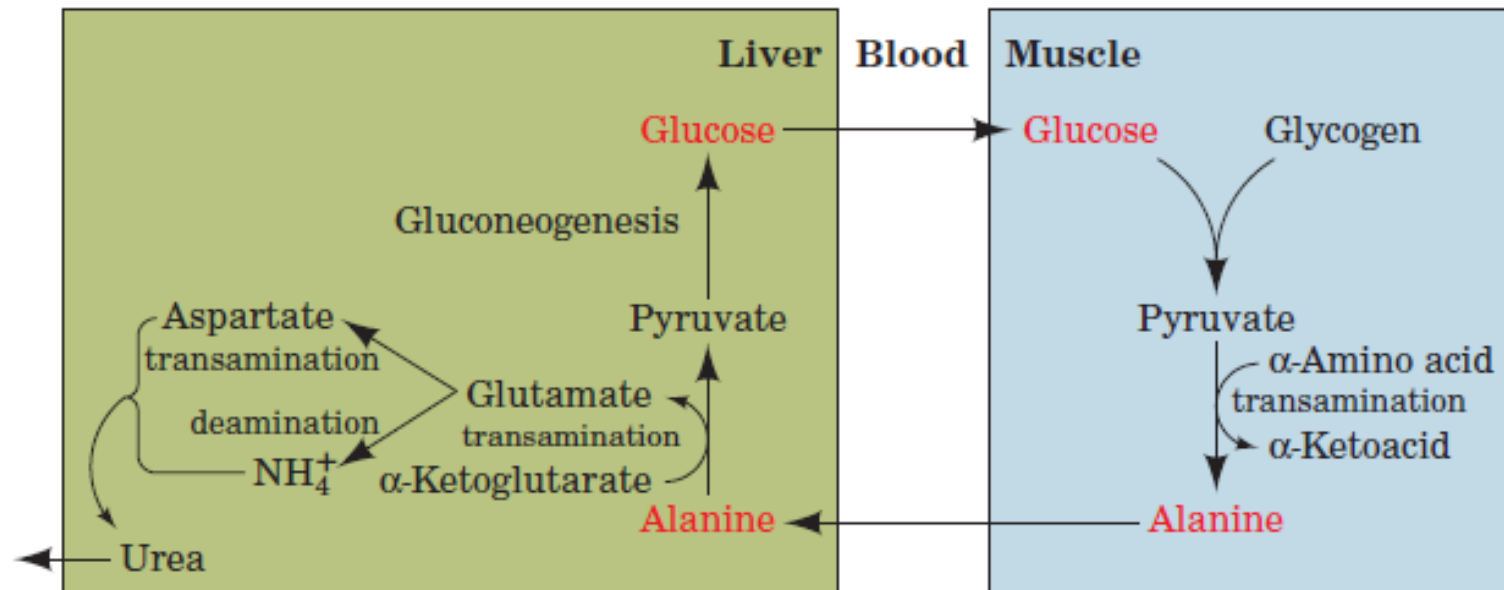 Liver
Blood
Muscle
Glucose
Glucose
Glycogen
Gluconeogenesis
Aspartate
transamination
Pyruvate
Pyruvate
α-Amino acid
transamination
α-Ketoacid
deamination
Glutamate
transamination
NH₄⁺
α-Ketoglutarate
Alanine
Alanine
Urea